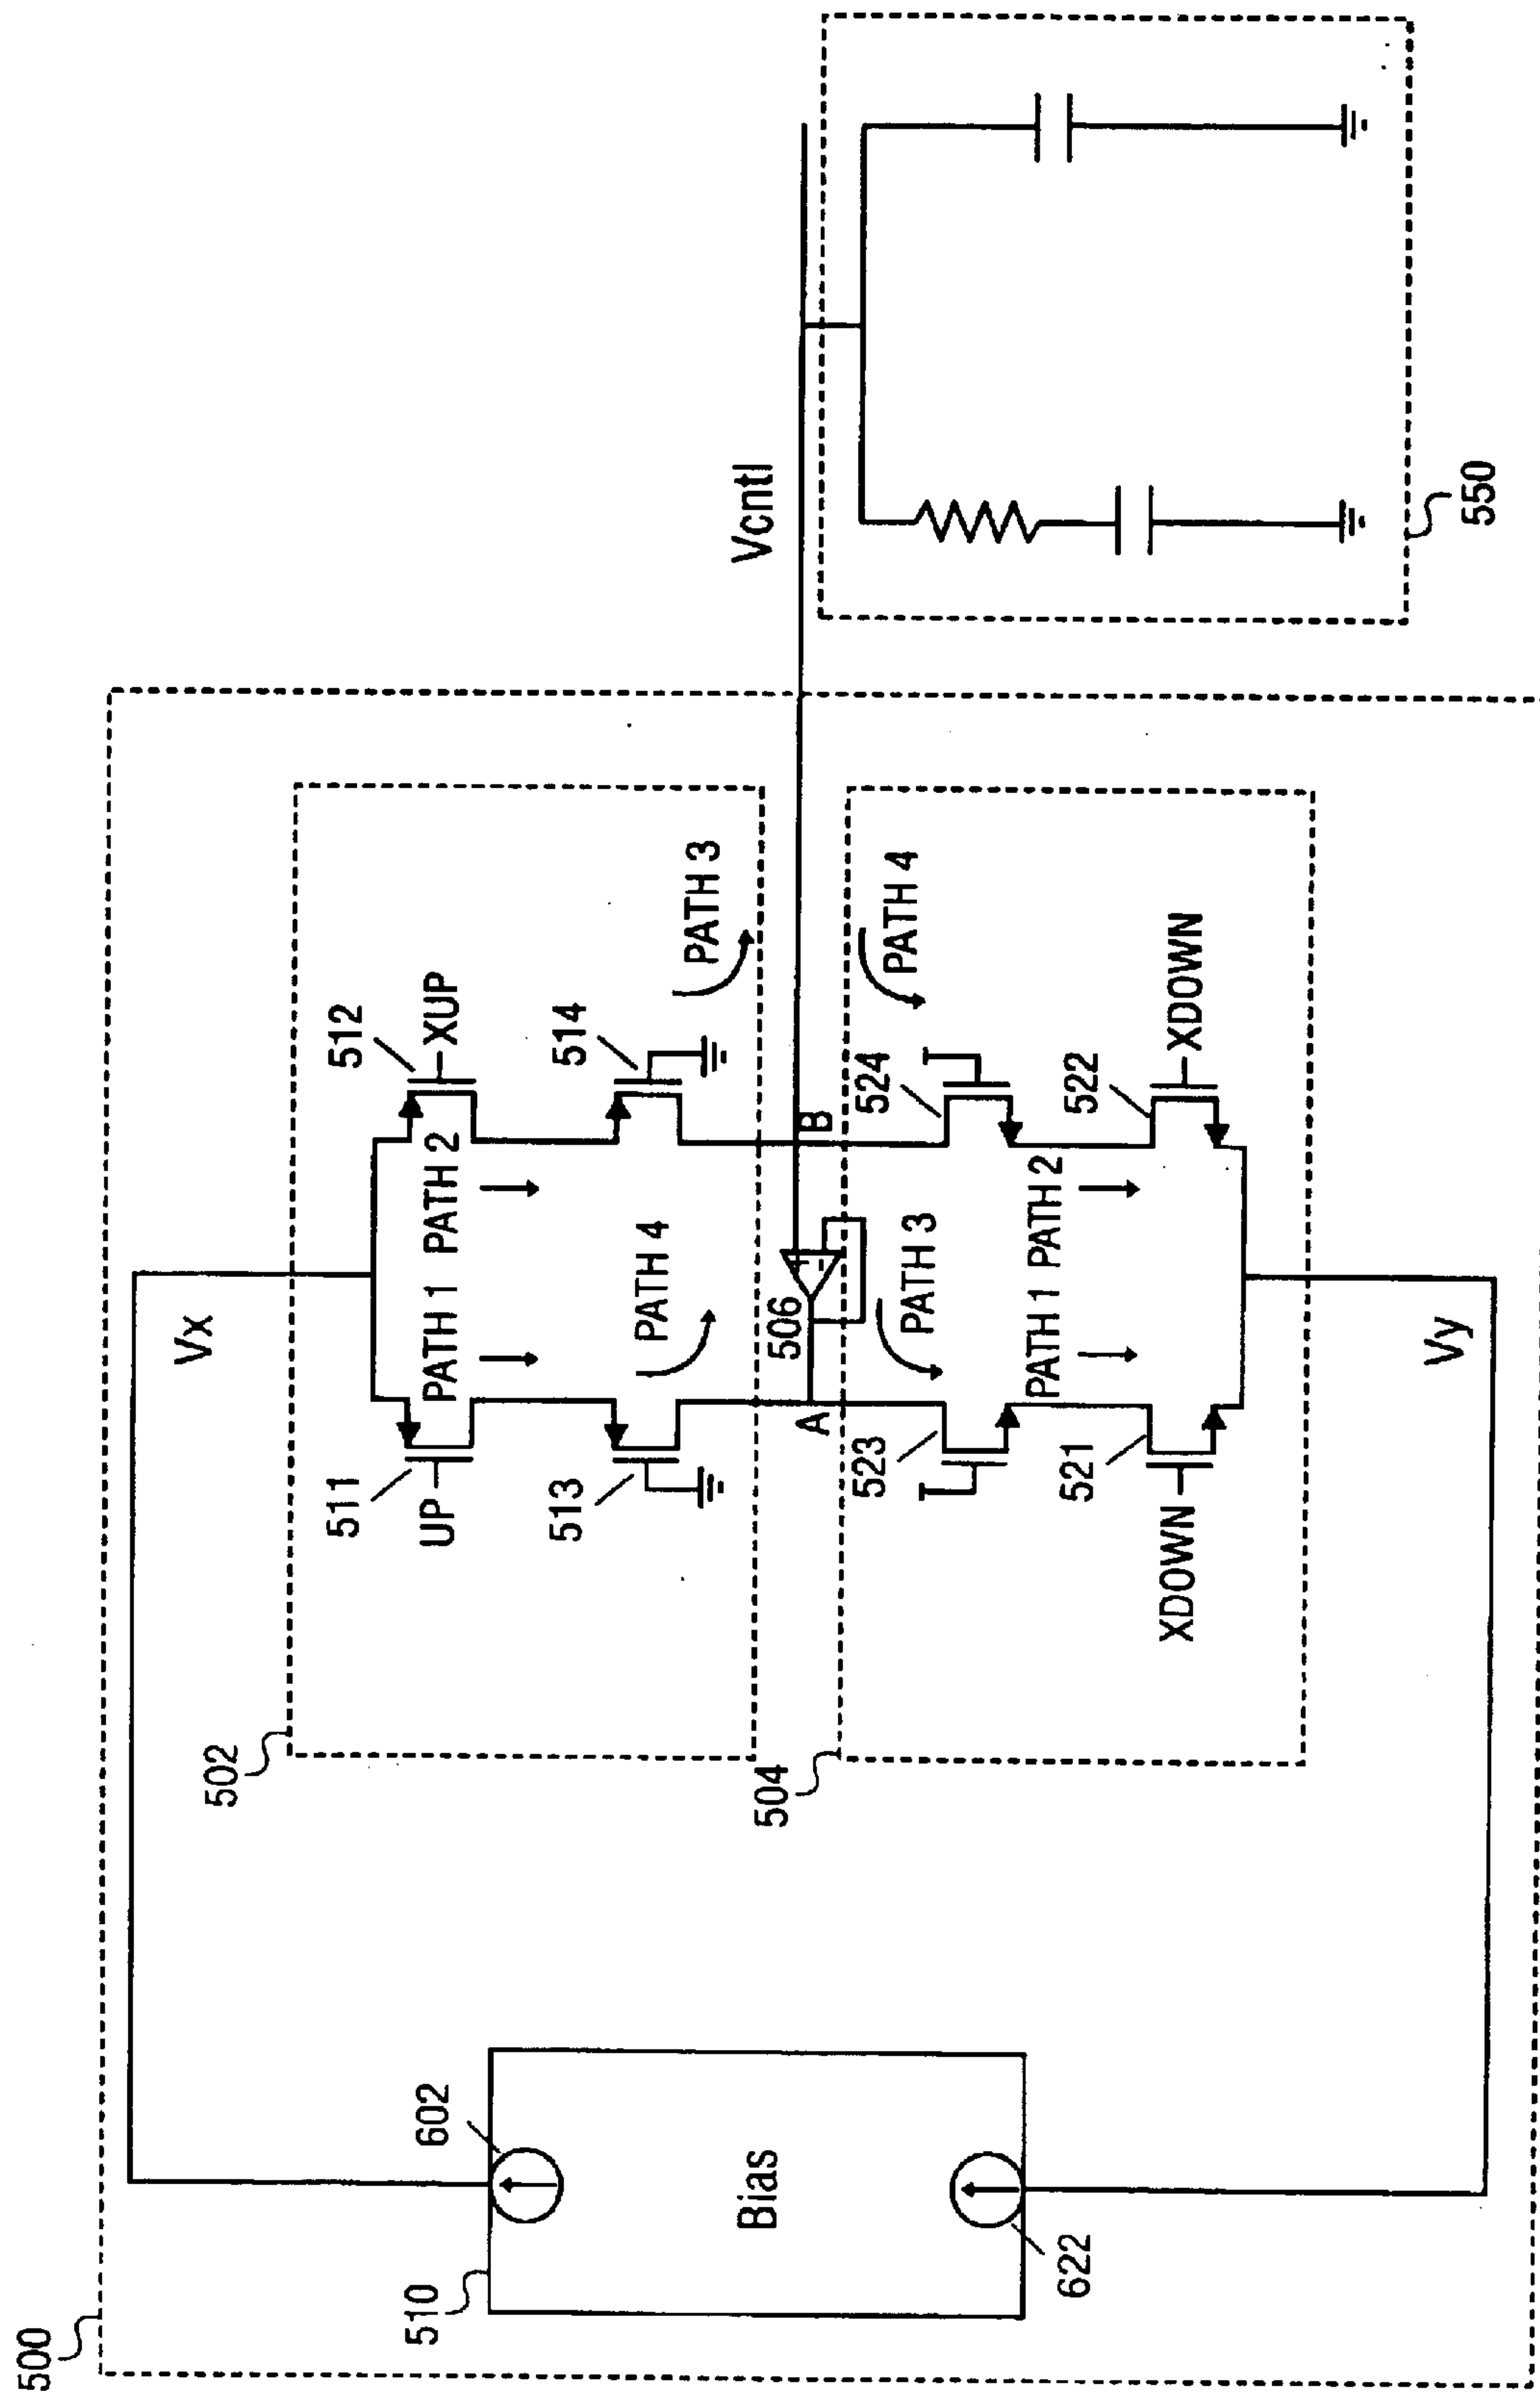 500
510
602
Bias
622
Vx
Vy
502
504
511
UP
513
PATH 1
PATH 2
512
XUP
514
PATH 4
PATH 3
A
506
+
-
B
Vcntl
523
PATH 3
524
PATH 4
521
PATH 1
PATH 2
522
XDOWN
XDOWN
550